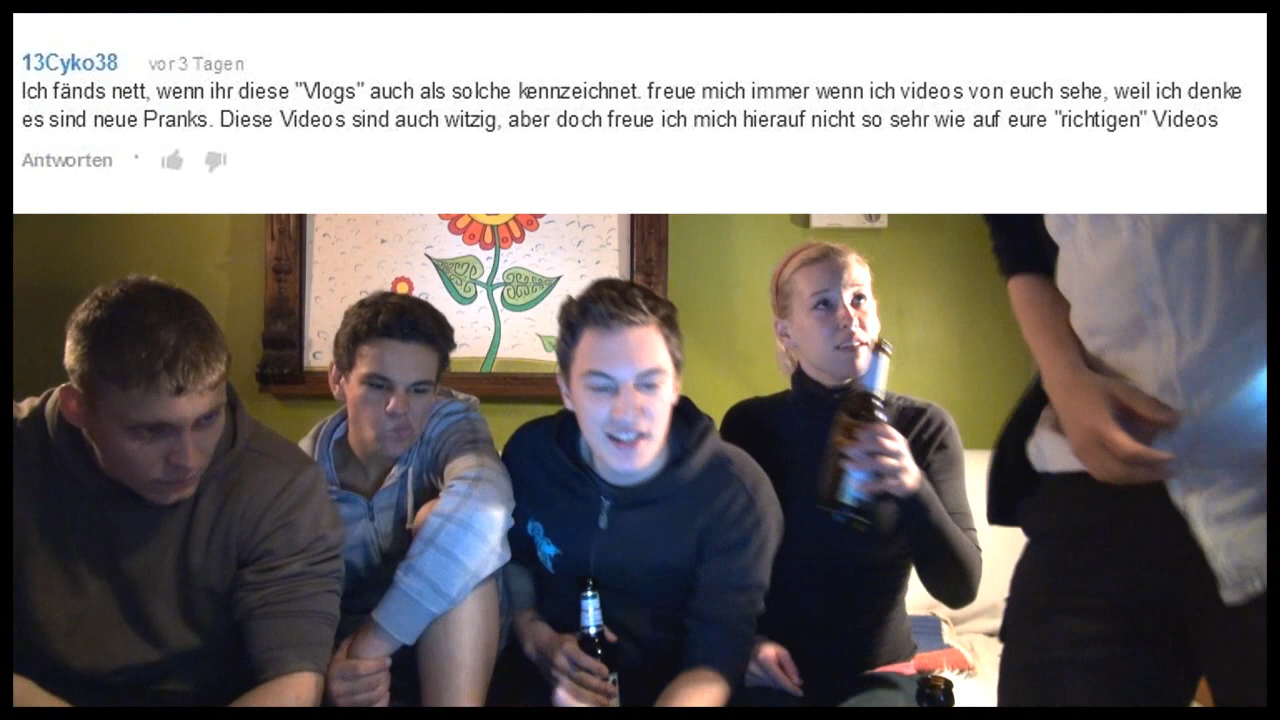 13Cyko38 vor 3 Tagen
Ich fänds nett, wenn ihr diese "Vlogs" auch als solche kennzeichnet. freue mich immer wenn ich videos von euch sehe, weil ich denke
es sind neue Pranks. Diese Videos sind auch witzig, aber doch freue ich mich hierauf nicht so sehr wie auf eure "richtigen" Videos
Antworten ·